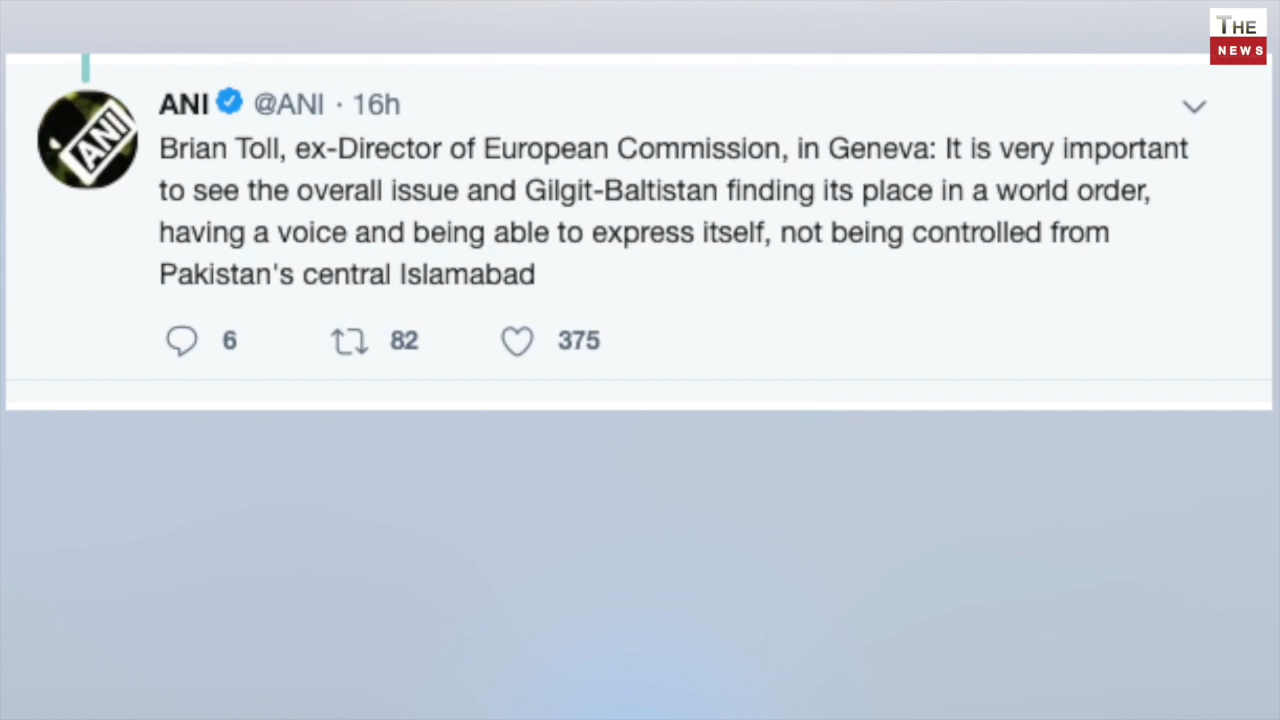 THE
NEWS
ANI @ANI · 16h
Brian Toll, ex-Director of European Commission, in Geneva: It is very important
to see the overall issue and Gilgit-Baltistan finding its place in a world order,
having a voice and being able to express itself, not being controlled from
Pakistan's central Islamabad
6 82 375
ANI